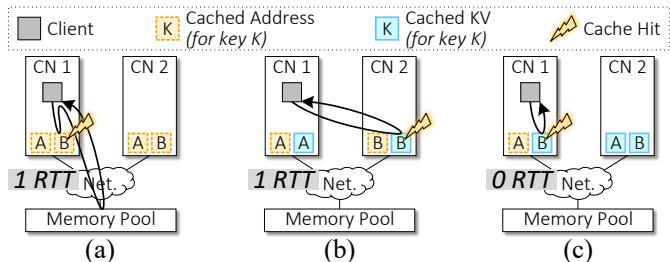 Client
K Cached Address
(for key K)
K Cached KV
(for key K)
Cache Hit
CN 1
CN 2
A B
A B
1 RTT
Net.
Memory Pool
(a)
CN 1
CN 2
A A
B B
1 RTT
Net.
Memory Pool
(b)
CN 1
CN 2
A B
A B
0 RTT
Net.
Memory Pool
(c)